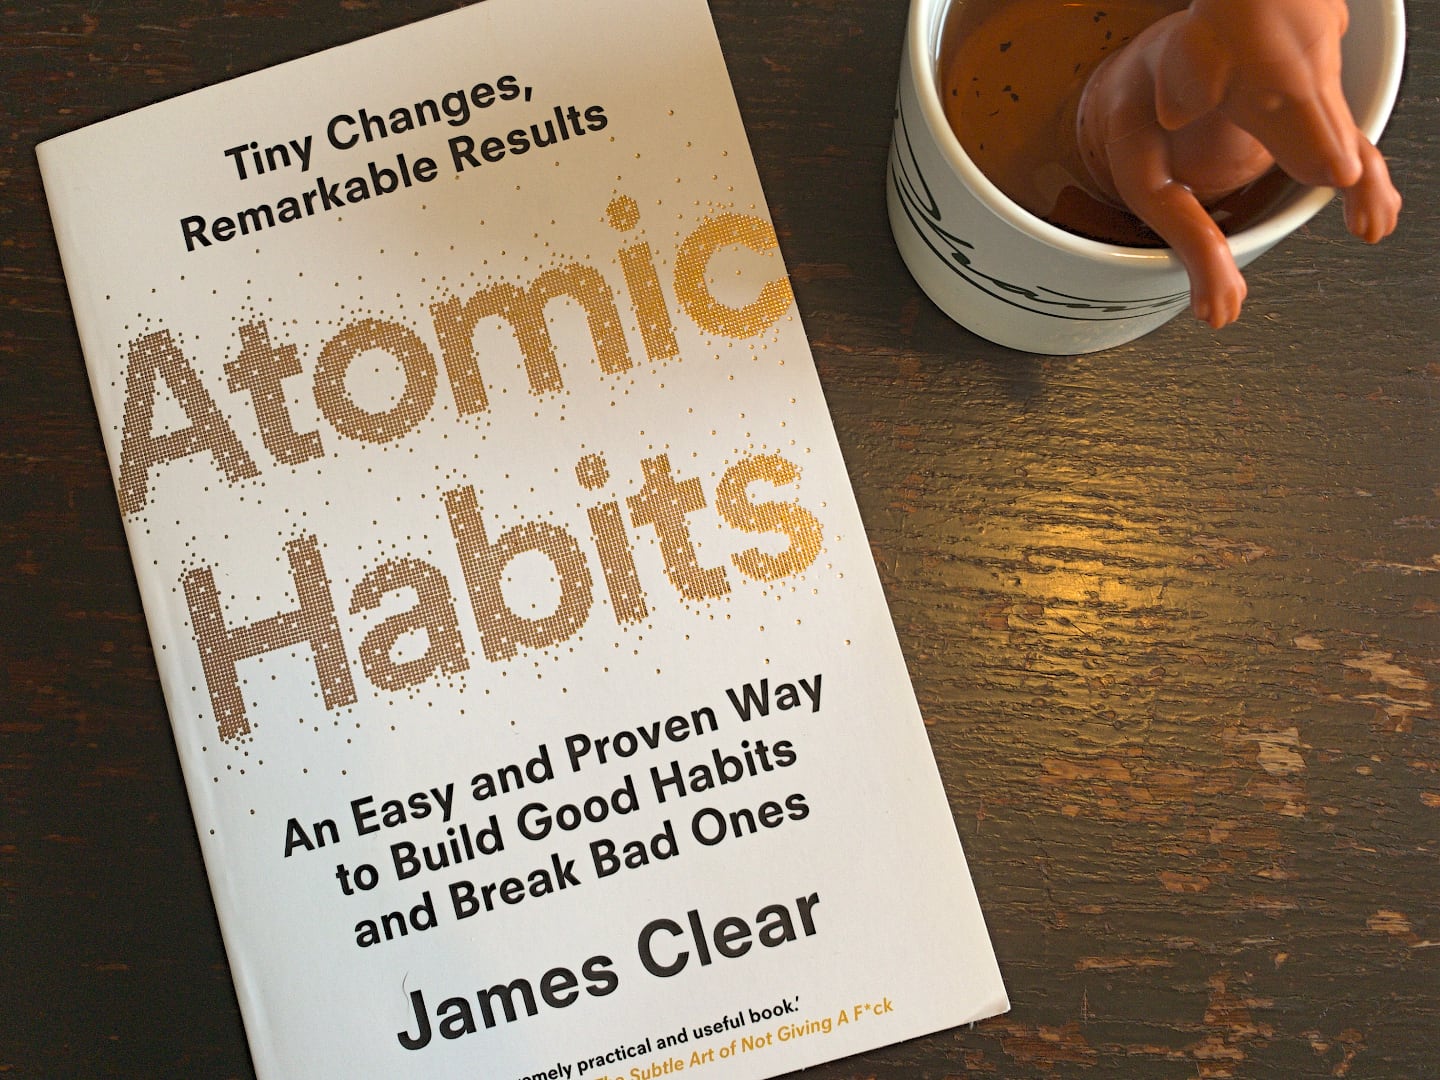 Tiny Changes,
Remarkable Results
Atomic
Habits
An Easy and Proven Way
to Build Good Habits
and Break Bad Ones
James Clear
practical and useful book.'
The Subtle Art of Not Giving A F*ck